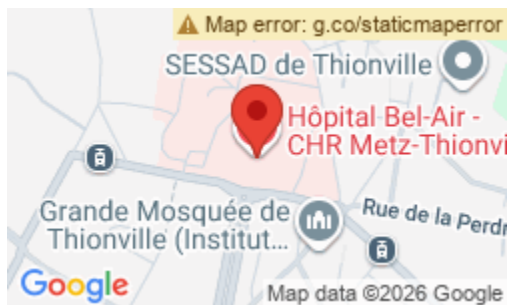 Map error: g.co/staticmaperror
SESSAD de Thionville
Hôpital Bel-Air -
CHR Metz-Thionvi
Grande Mosquée de
Thionville (Institut...
Rue de la Perdr
Google
Map data ©2026 Google